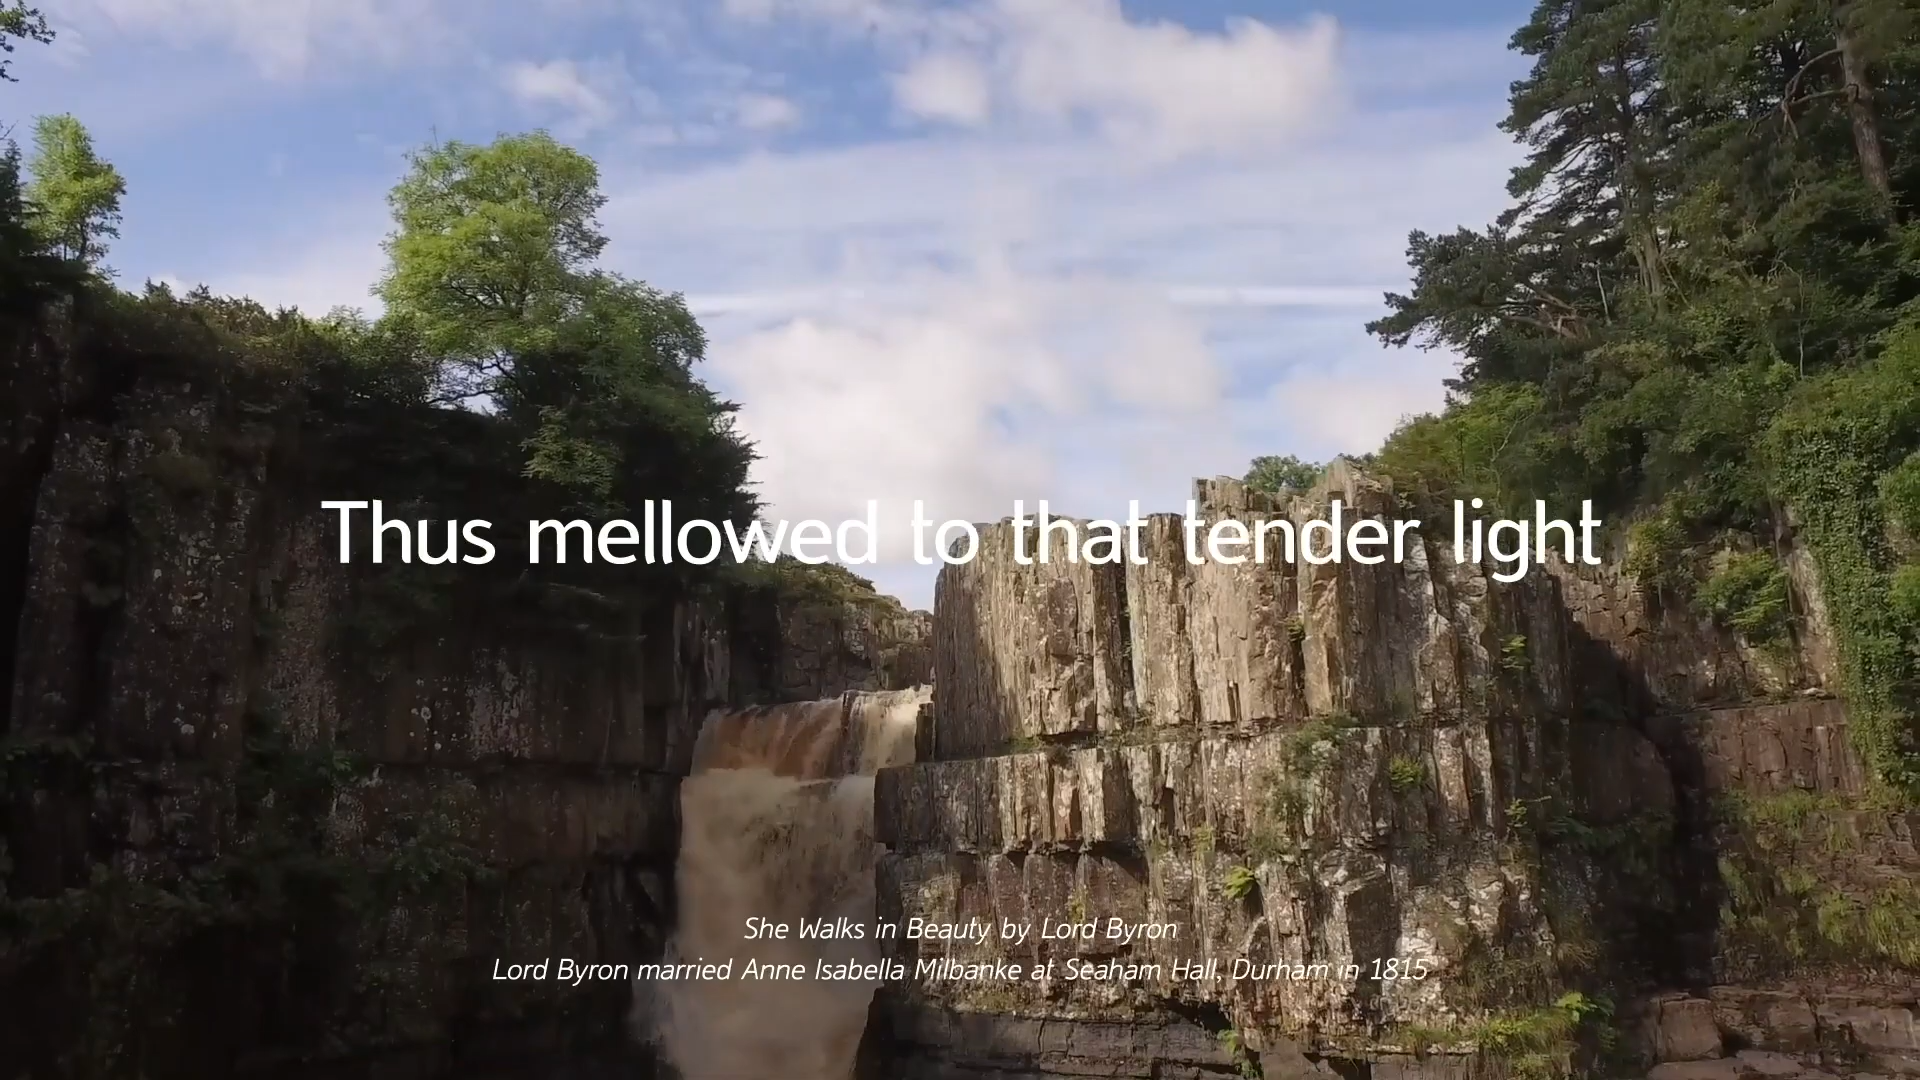 Thus mellowed to that tender light
She Walks in Beauty by Lord Byron
Lord Byron married Anne Isabella Milbanke at Seaham Hall, Durham in 1815